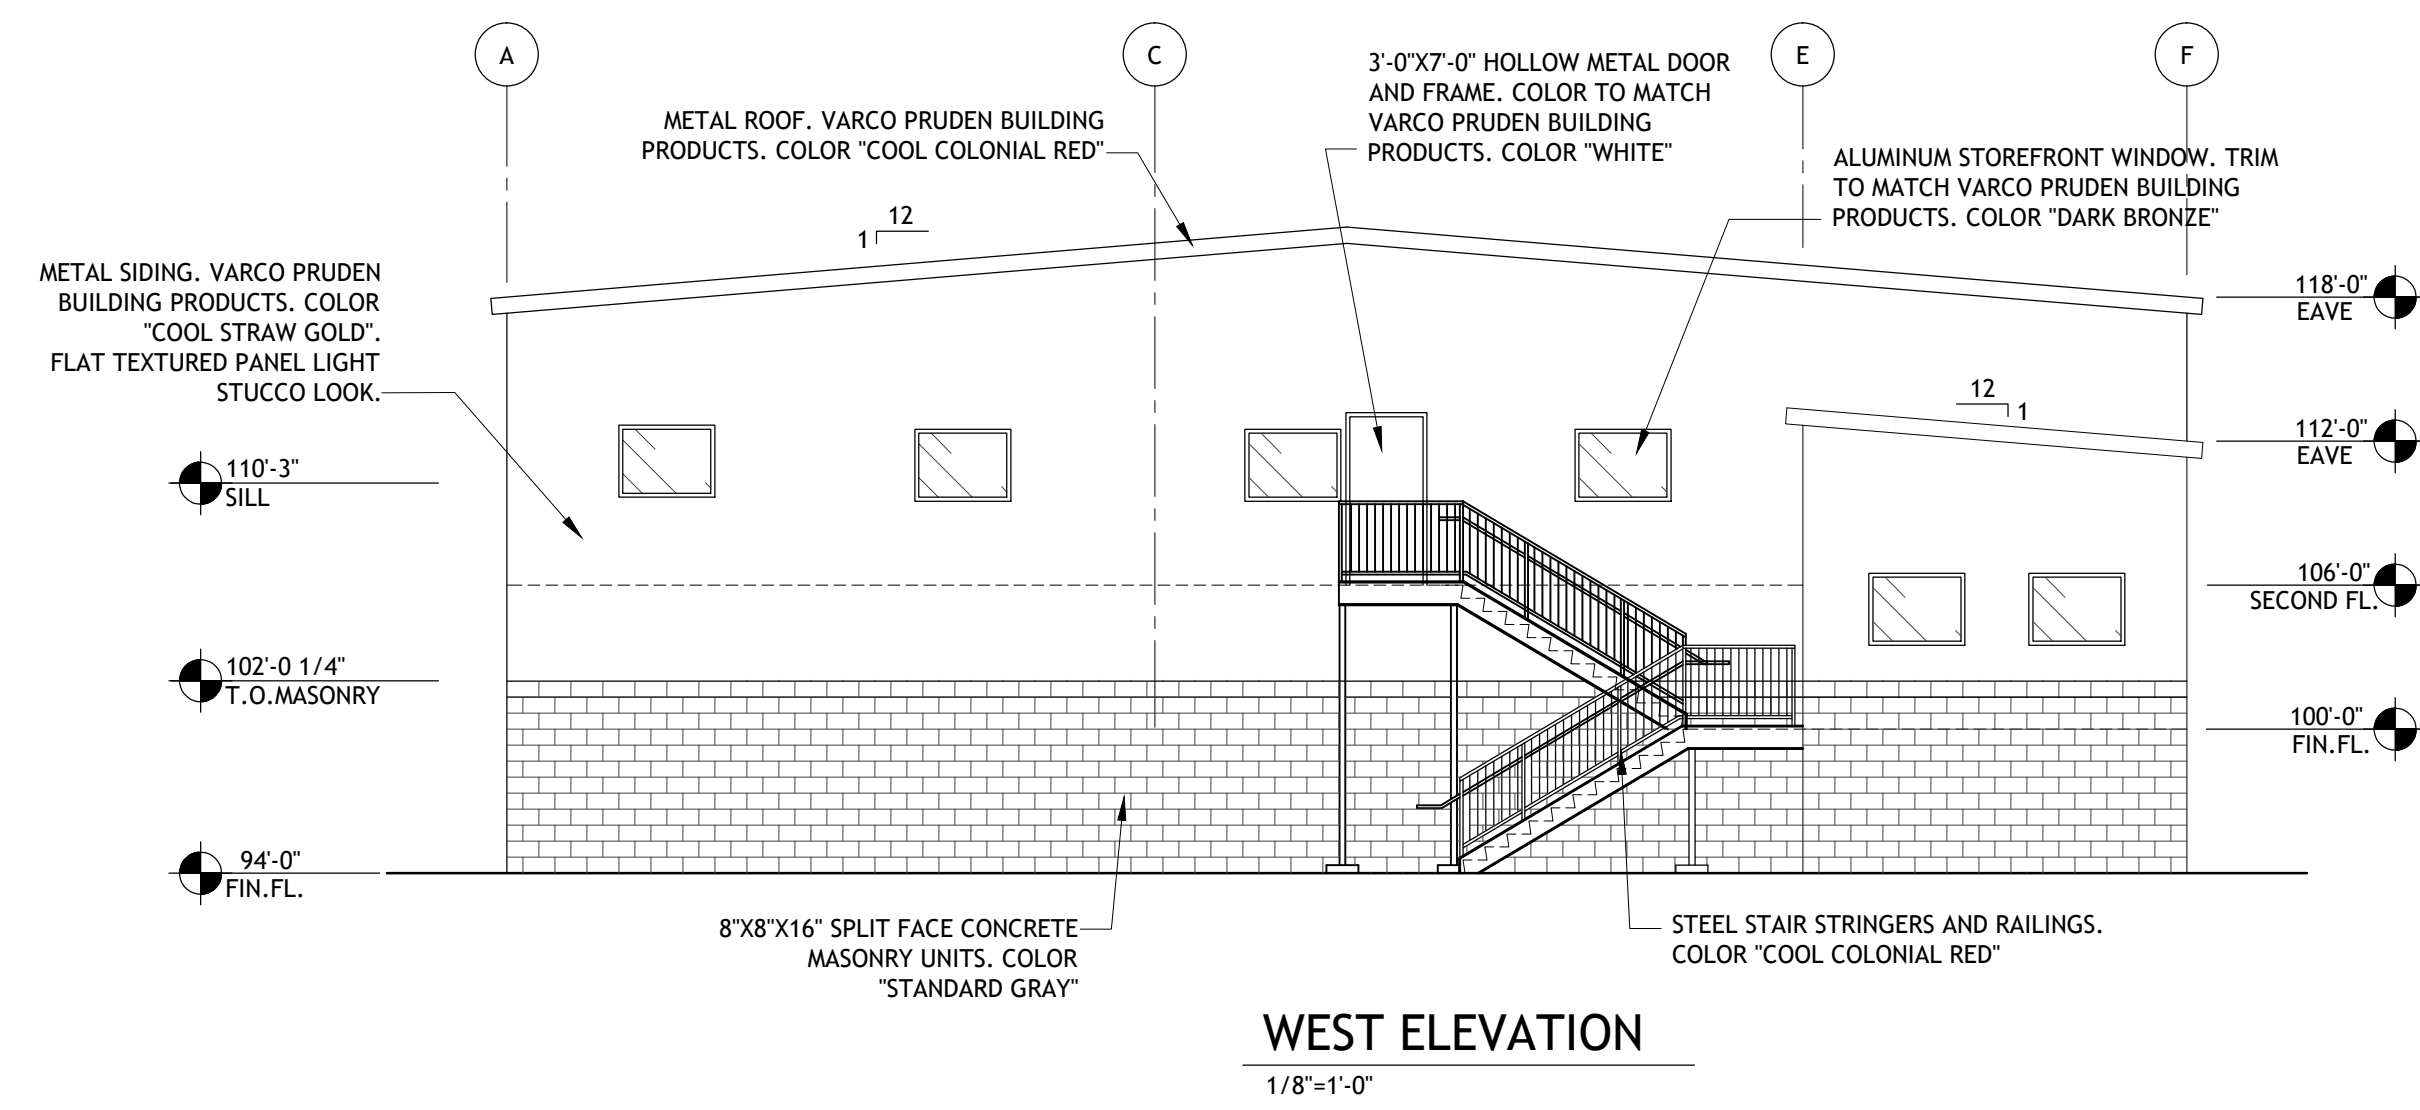 A
C
E
F
3'-0"X7'-0" HOLLOW METAL DOOR
AND FRAME. COLOR TO MATCH
VARCO PRUDEN BUILDING
PRODUCTS. COLOR "WHITE"
METAL ROOF. VARCO PRUDEN BUILDING
PRODUCTS. COLOR "COOL COLONIAL RED"
ALUMINUM STOREFRONT WINDOW. TRIM
TO MATCH VARCO PRUDEN BUILDING
PRODUCTS. COLOR "DARK BRONZE"
12
1
METAL SIDING. VARCO PRUDEN
BUILDING PRODUCTS. COLOR
"COOL STRAW GOLD".
FLAT TEXTURED PANEL LIGHT
STUCCO LOOK.
118'-0"
EAVE
12
1
112'-0"
EAVE
110'-3"
SILL
106'-0"
SECOND FL.
102'-0 1/4"
T.O.MASONRY
100'-0"
FIN.FL.
94'-0"
FIN.FL.
8"X8"X16" SPLIT FACE CONCRETE
MASONRY UNITS. COLOR
"STANDARD GRAY"
STEEL STAIR STRINGERS AND RAILINGS.
COLOR "COOL COLONIAL RED"
WEST ELEVATION
1/8"=1'-0"